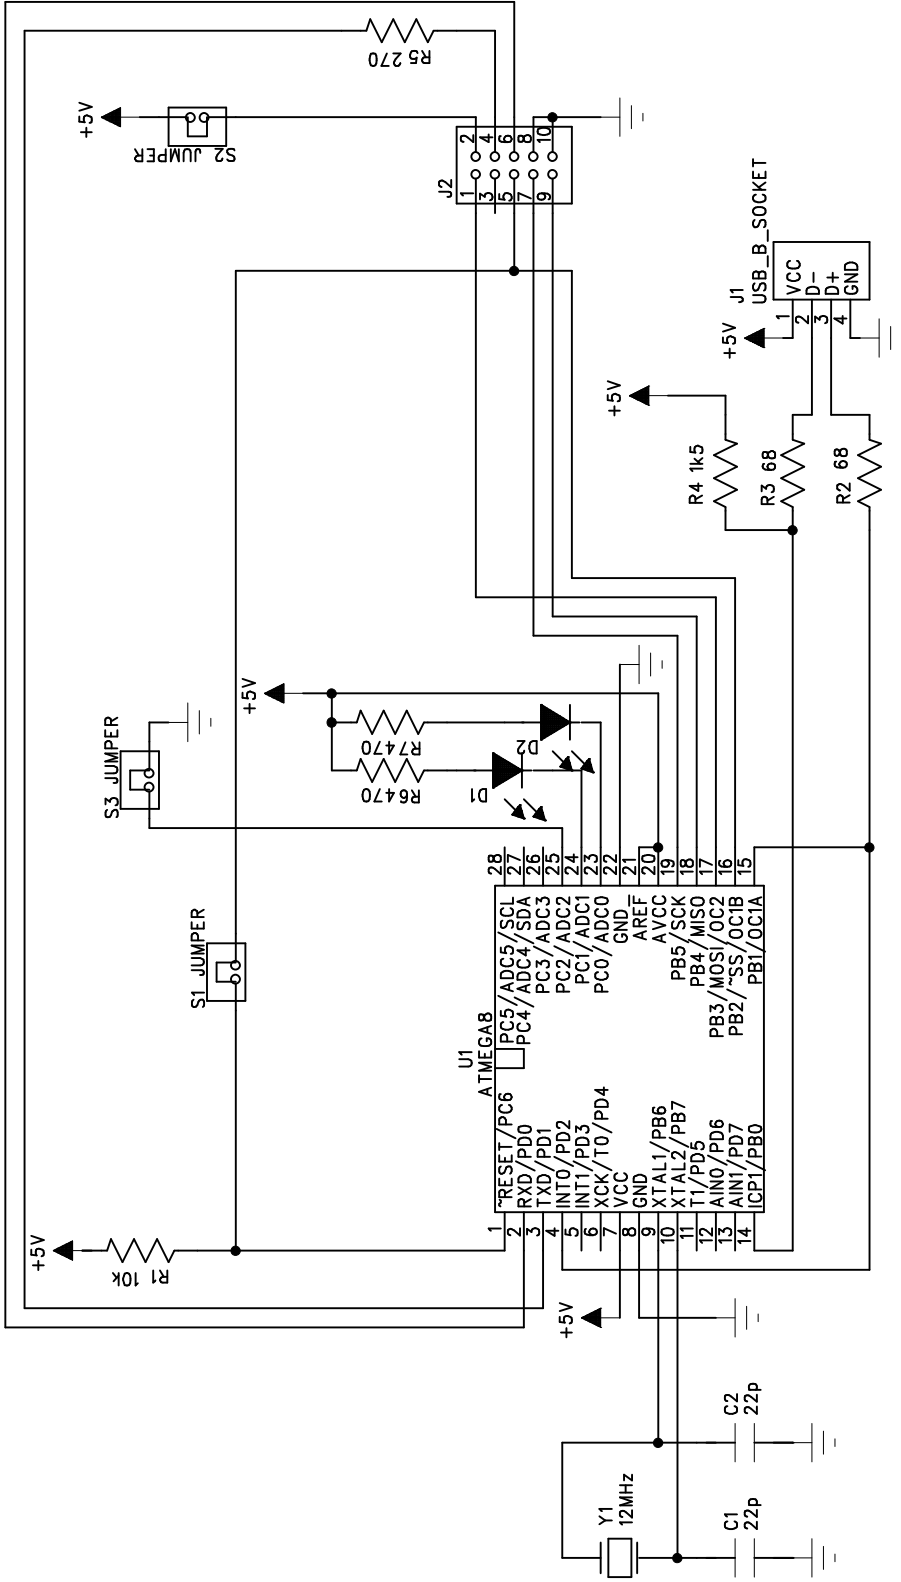 R5 270
+5V
S2 JUMPER
J2
1
2
3
4
5
6
7
8
9
10
J1
USB_B_SOCKET
VCC
D-
D+
GND
1
2
3
4
+5V
+5V
R4 1k5
R3 68
R2 68
S3 JUMPER
+5V
R7 470
R6 470
D2
D1
S1 JUMPER
U1
ATMEGA8
28
27
26
25
24
23
22
21
20
19
18
17
16
15
PC5/ADC5/SCL
PC4/ADC4/SDA
PC3/ADC3
PC2/ADC2
PC1/ADC1
PC0/ADC0
GND_
AREF
AVCC
PB5/SCK
PB4/MISO
PB3/MOSI/OC2
PB2/~SS/OC1B
PB1/OC1A
~RESET/PC6
RXD/PD0
TXD/PD1
INT0/PD2
INT1/PD3
XCK/T0/PD4
VCC
GND
XTAL1/PB6
XTAL2/PB7
T1/PD5
AIN0/PD6
AIN1/PD7
ICP1/PB0
1
2
3
4
5
6
7
8
9
10
11
12
13
14
+5V
R1 10k
+5V
C2
22p
Y1
12MHz
C1
22p